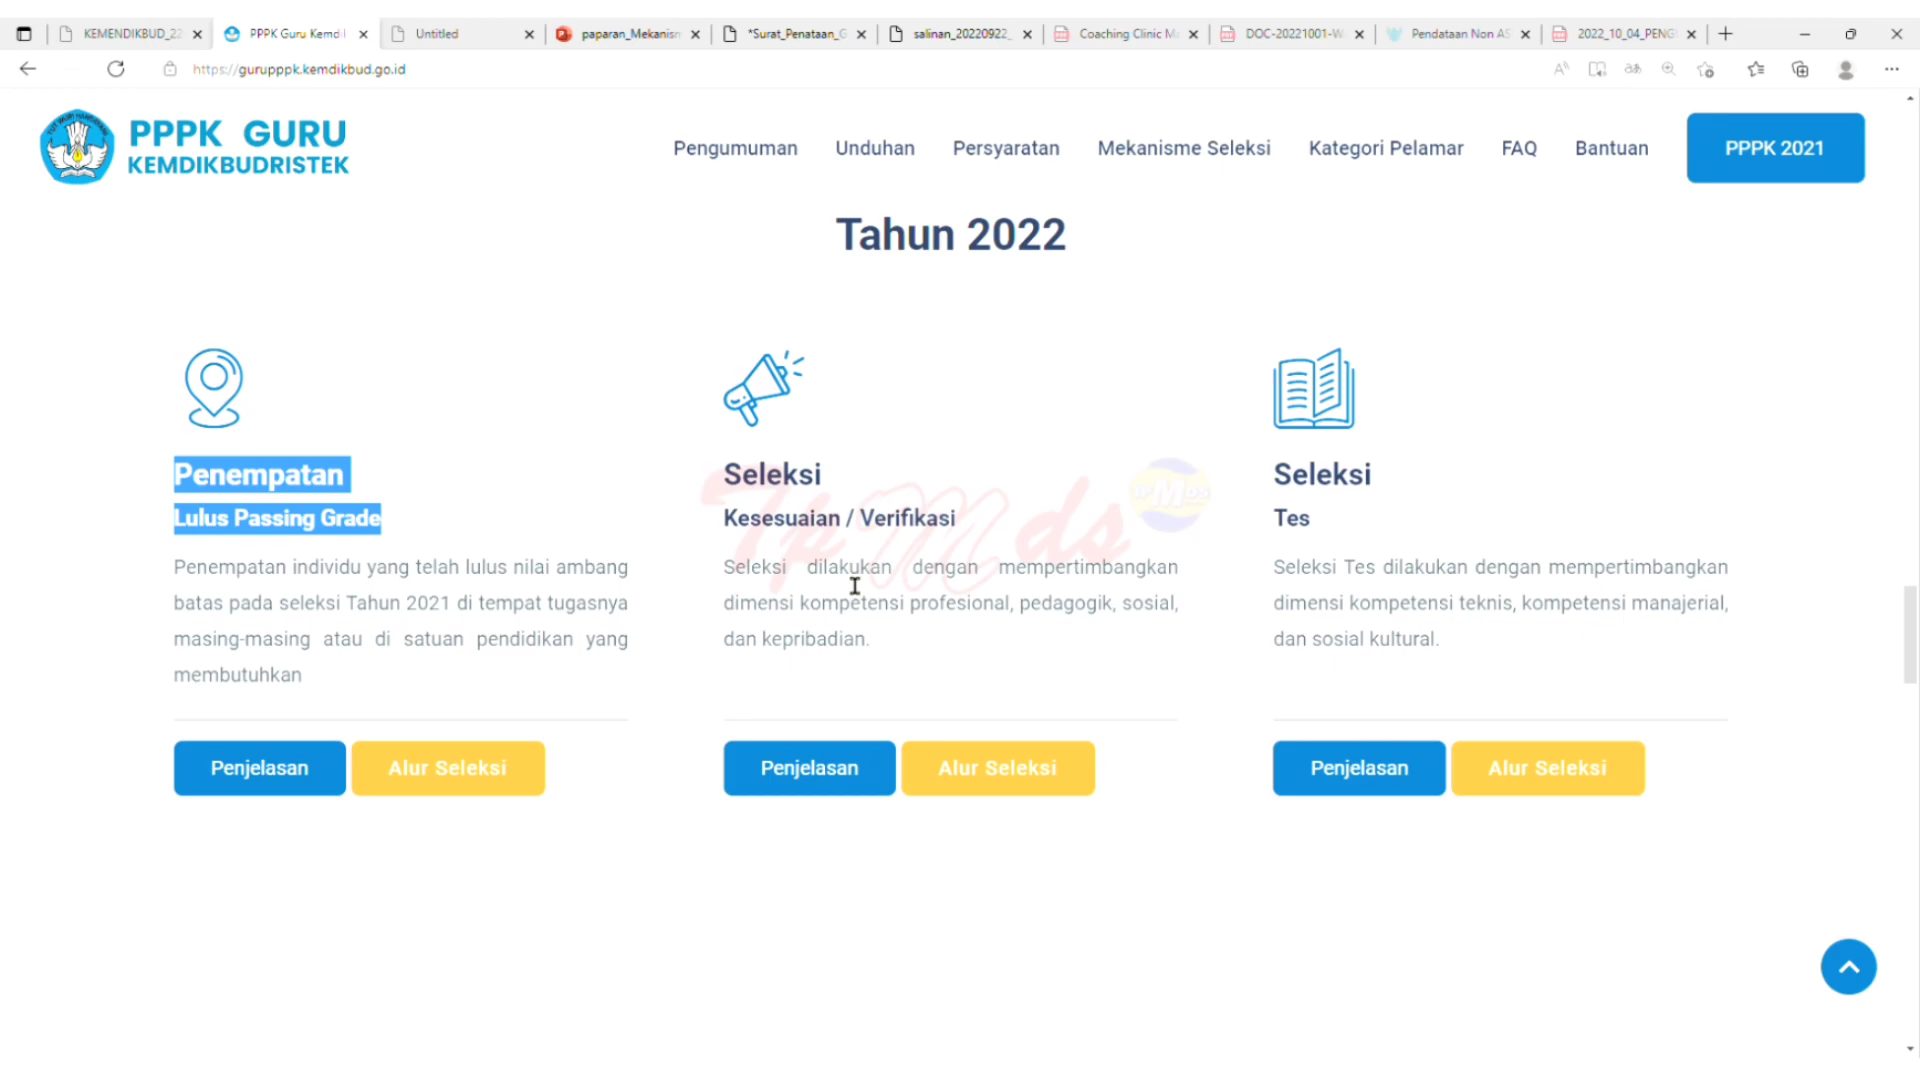 KEMENDIKBUD_22
PPPK Guru Kemd
Untitled
paparan_Mekanism
*Surat_Penataan_G
salinan_20220922_
Coaching Clinic M
DOC-20221001-W
Pendataan Non AS
2022_10_04_PENG
https://gurupppk.kemdikbud.go.id
PPPK GURU
KEMDIKBUDRISTEK
Pengumuman
Unduhan
Persyaratan
Mekanisme Seleksi
Kategori Pelamar
FAQ
Bantuan
PPPK 2021
Tahun 2022
Penempatan
Lulus Passing Grade
Penempatan individu yang telah lulus nilai ambang
batas pada seleksi Tahun 2021 di tempat tugasnya
masing-masing atau di satuan pendidikan yang
membutuhkan
Penjelasan
Alur Seleksi
Seleksi
Kesesuaian / Verifikasi
Seleksi dilakukan dengan mempertimbangkan
dimensi kompetensi profesional, pedagogik, sosial,
dan kepribadian.
Penjelasan
Alur Seleksi
Seleksi
Tes
Seleksi Tes dilakukan dengan mempertimbangkan
dimensi kompetensi teknis, kompetensi manajerial,
dan sosial kultural.
Penjelasan
Alur Seleksi
TpMds